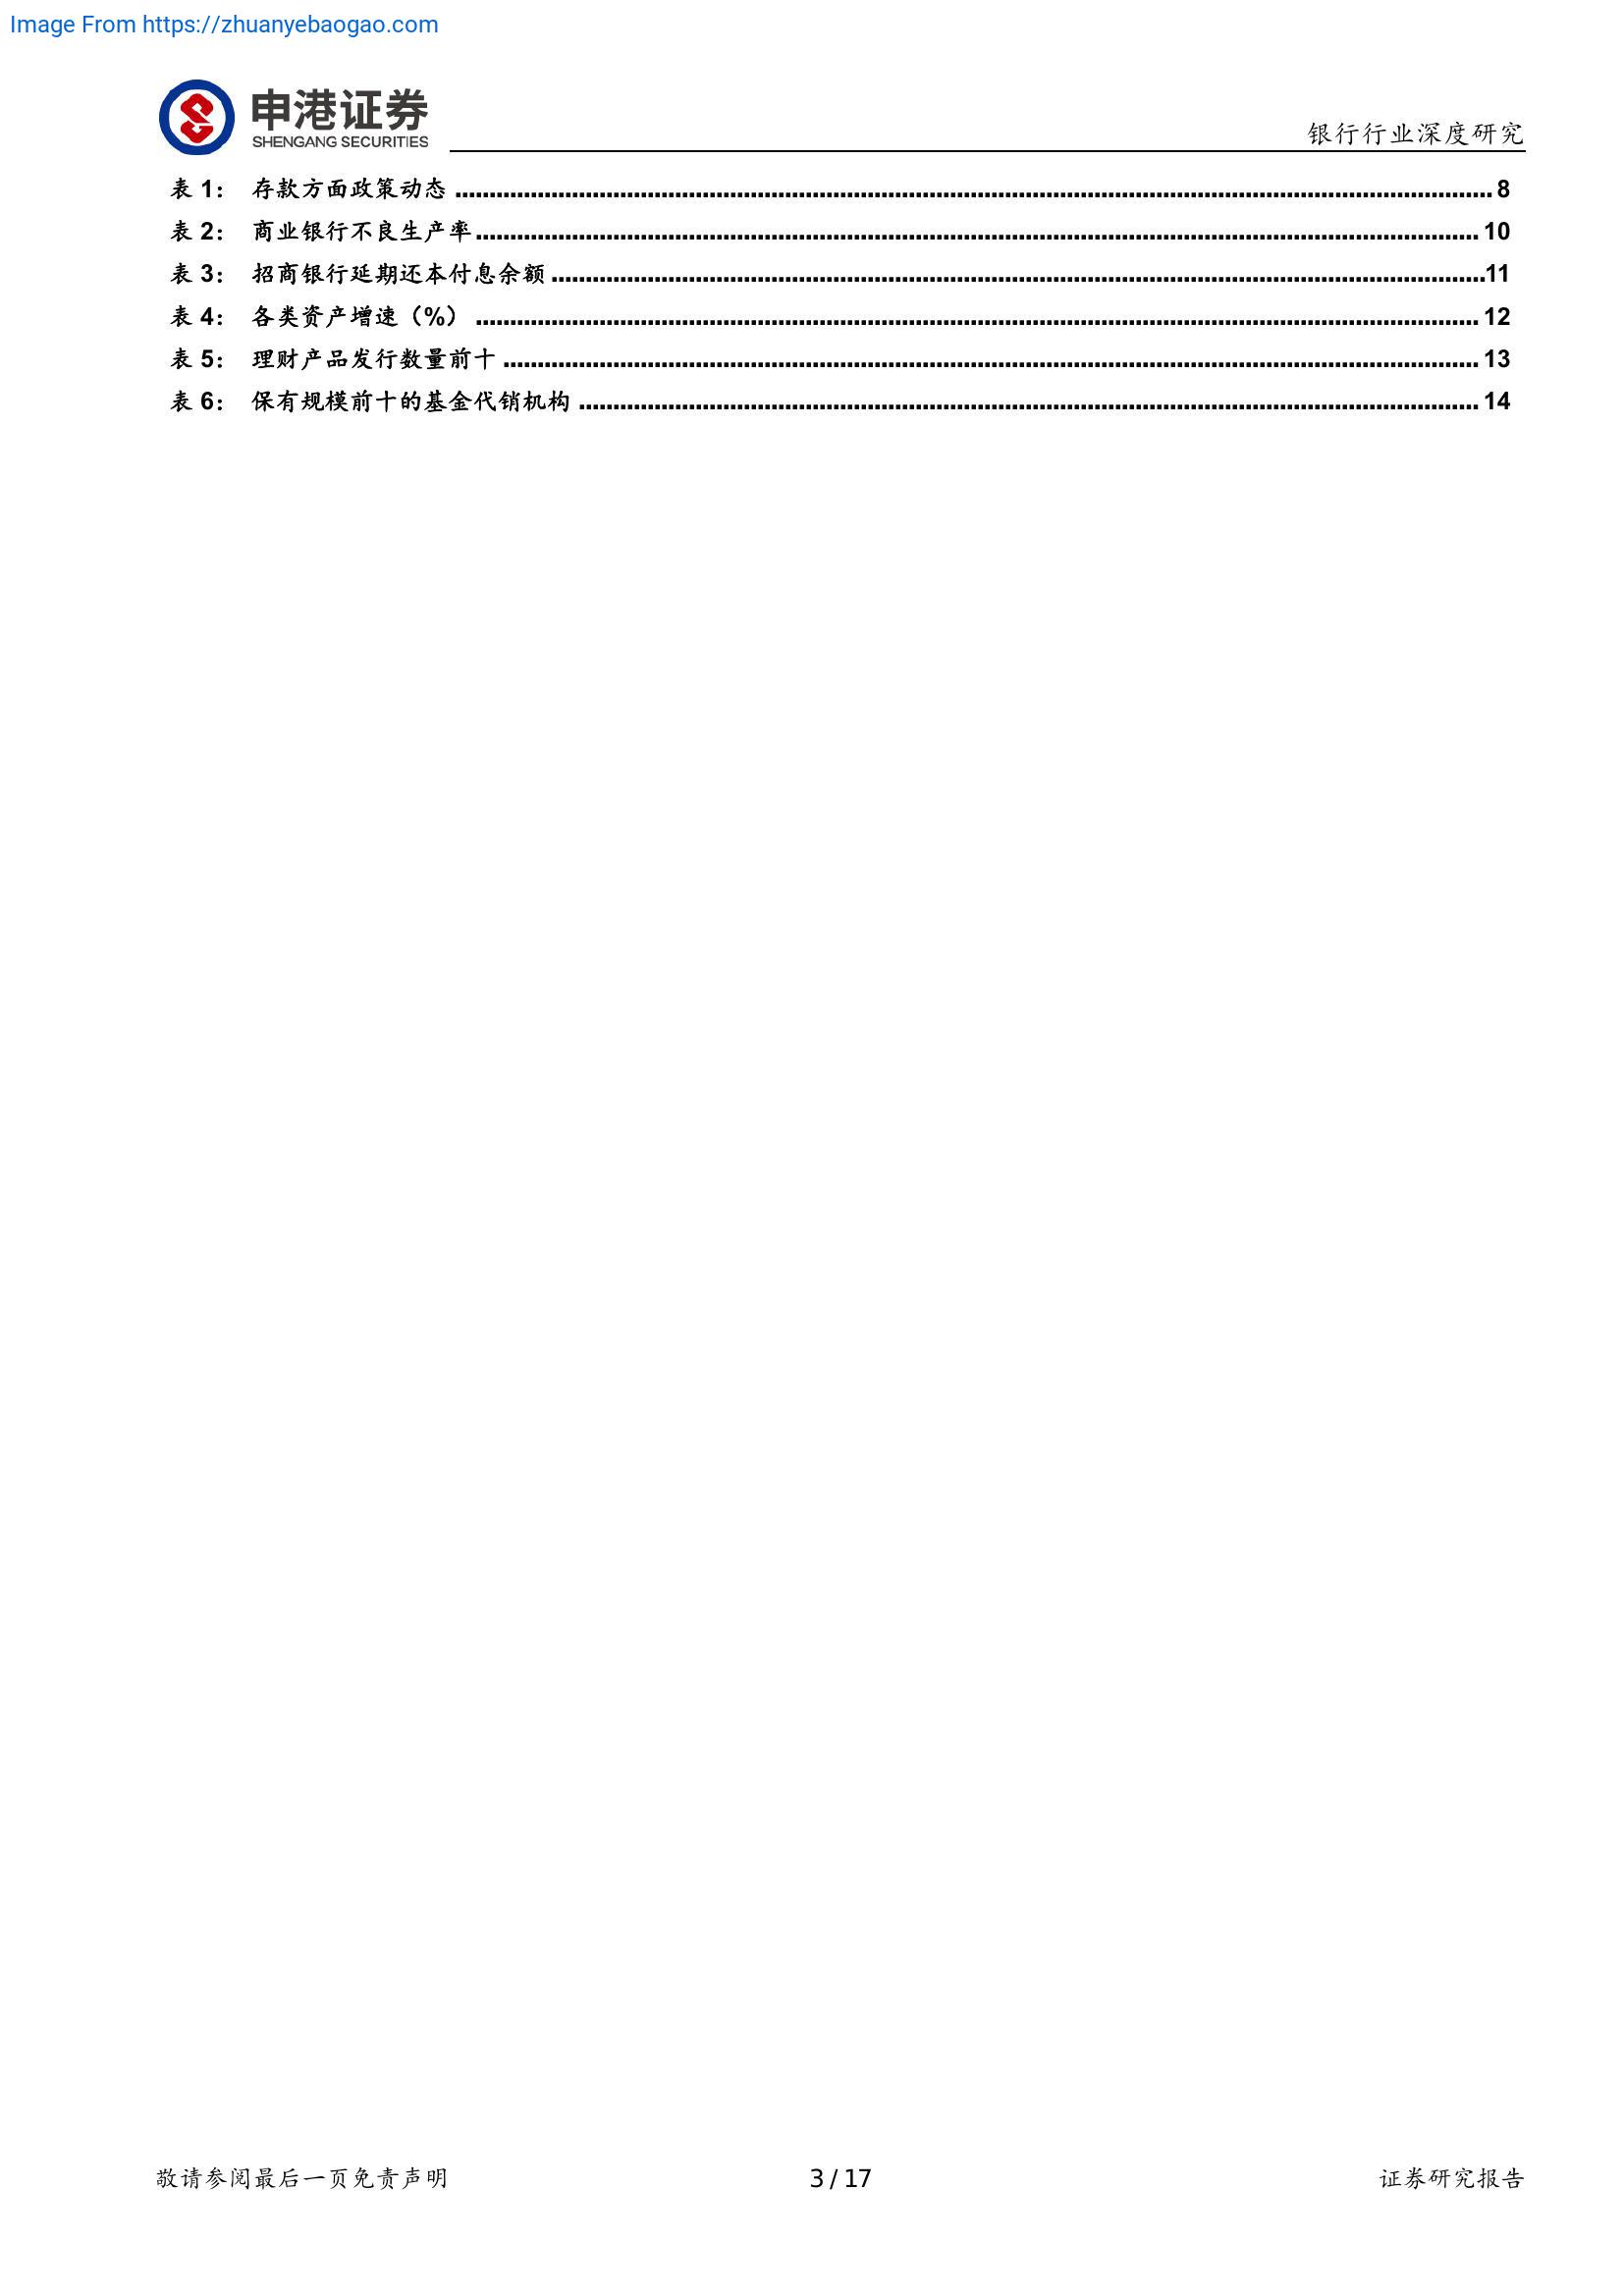 Image From https://zhuanyebaogao.com
申港证券
SHENGANG SECURITIES
银行行业深度研究
表 1： 存款方面政策动态 ........ 8
表 2： 商业银行不良生产率 ........ 10
表 3： 招商银行延期还本付息余额 ........ 11
表 4： 各类资产增速（%） ........ 12
表 5： 理财产品发行数量前十 ........ 13
表 6： 保有规模前十的基金代销机构 ........ 14
敬请参阅最后一页免责声明 3 / 17 证券研究报告